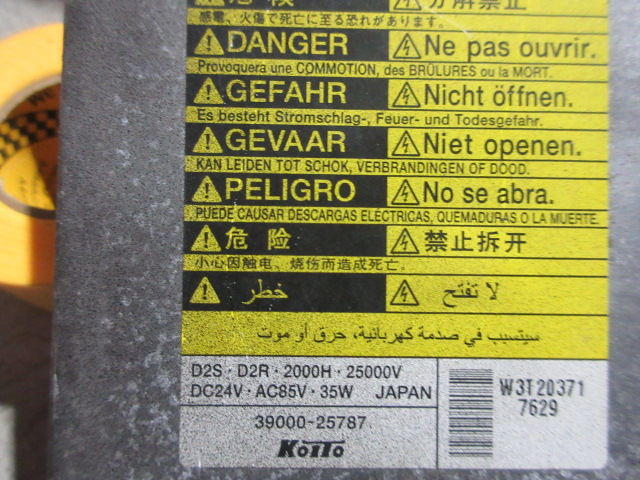 分解禁止
感電、火傷で死亡に至る恐れがあります。
DANGER Ne pas ouvrir.
Provoquera une COMMOTION, des BRÛLURES ou la MORT.
GEFAHR Nicht öffnen.
Es besteht Stromschlag-, Feuer- und Todesgefahr.
GEVAAR Niet openen.
KAN LEIDEN TOT SCHOK, VERBRANDINGEN OF DOOD.
PELIGRO No se abra.
PUEDE CAUSAR DESCARGAS ELÉCTRICAS, QUEMADURAS O LA MUERTE.
危险 禁止拆开
小心因触电、烧伤而造成死亡。
خطر لا تفتح
سيتسبب في صدمة كهربائية، حرق أو موت
D2S・D2R・2000H・25000V
DC24V・AC85V・35W JAPAN
39000-25787
KOITO
W3T20371
7629